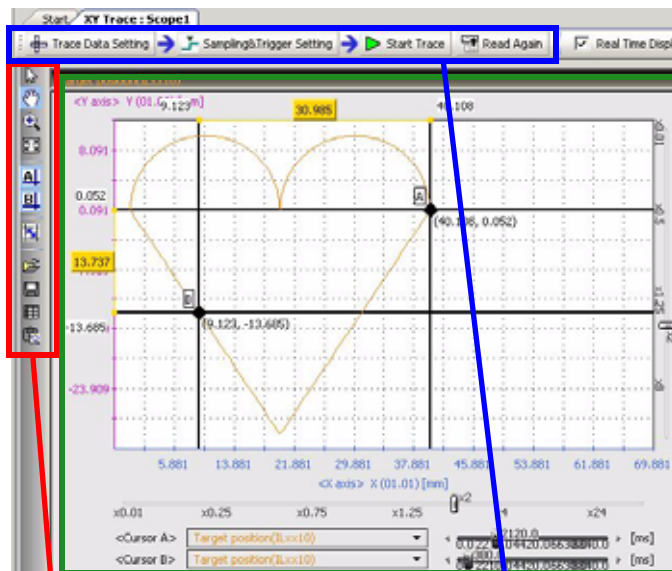 Start XY Trace : Scope1
Trace Data Setting Sampling&Trigger Setting Start Trace Read Again Real Time Displ
<Y axis> Y (01. 9.123 30.985 40.108
8.091
0.052
0.091
A
(40.108, 0.052)
13.737
B
(9.123, -13.685)
-13.685
-23.909
5.881 13.881 21.881 29.881 37.881 45.881 53.881 61.881 69.881
<X axis> X (01.01) [mm]
x2
x0.01 x0.25 x0.75 x1.25 4 x24
<Cursor A> Target position(ILxx10) [ms]
<Cursor B> Target position(ILxx10) [ms]